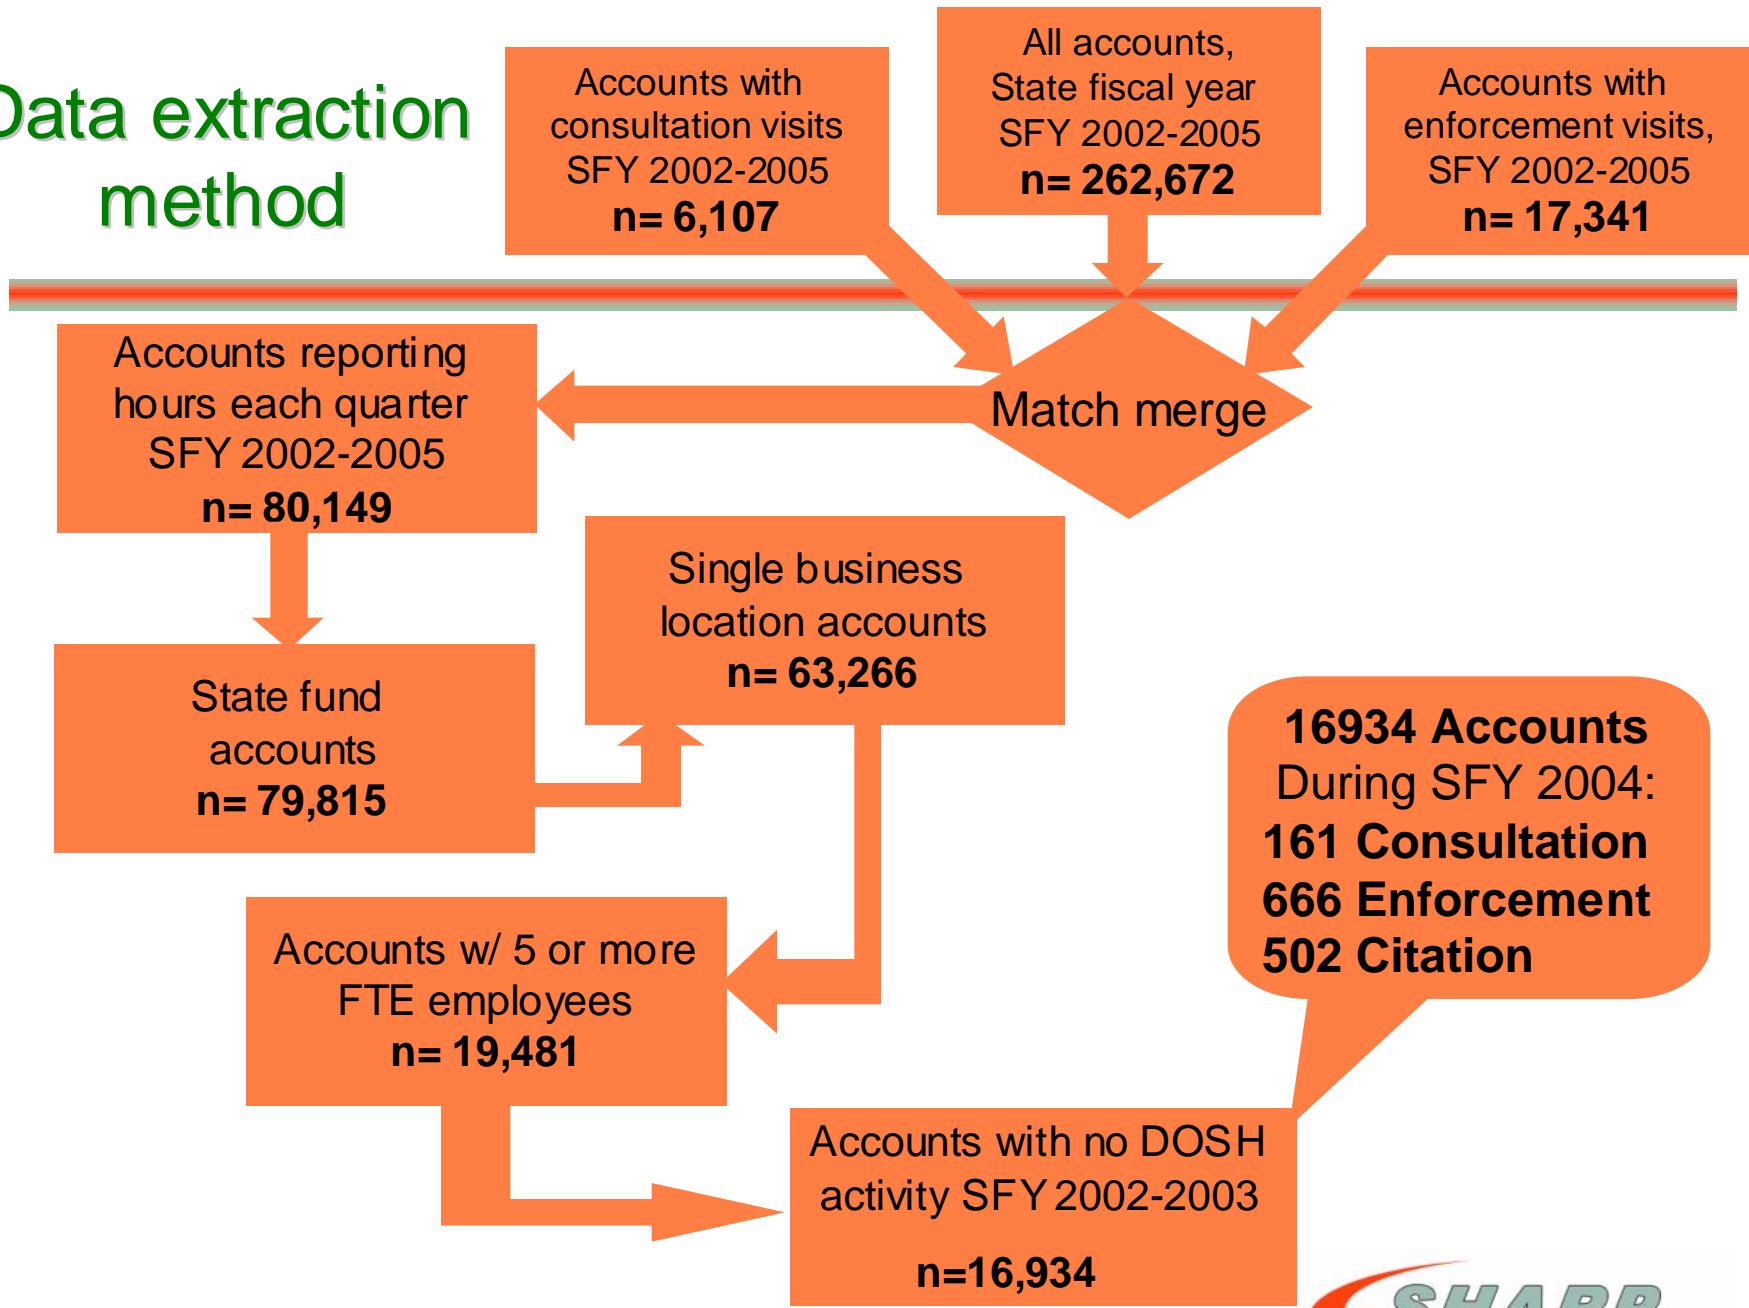 Data extraction
method
Accounts with
consultation visits
SFY 2002-2005
n= 6,107
All accounts,
State fiscal year
SFY 2002-2005
n= 262,672
Accounts with
enforcement visits,
SFY 2002-2005
n= 17,341
Match merge
Accounts reporting
hours each quarter
SFY 2002-2005
n= 80,149
State fund
accounts
n= 79,815
Single business
location accounts
n= 63,266
Accounts w/ 5 or more
FTE employees
n= 19,481
Accounts with no DOSH
activity SFY 2002-2003
n=16,934
16934 Accounts
During SFY 2004:
161 Consultation
666 Enforcement
502 Citation
SHARP